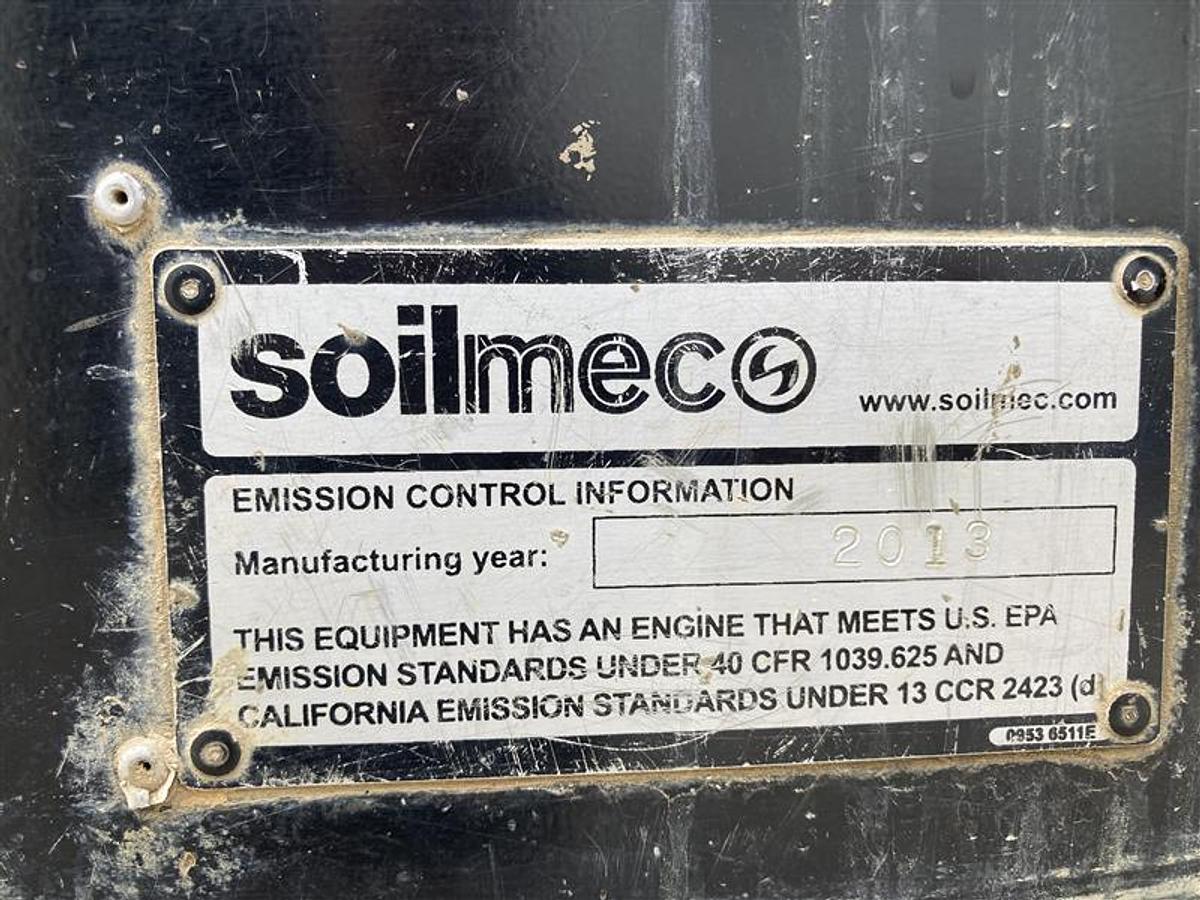 soilmec
www.soilmec.com
EMISSION CONTROL INFORMATION
Manufacturing year: 2013
THIS EQUIPMENT HAS AN ENGINE THAT MEETS U.S. EPA
EMISSION STANDARDS UNDER 40 CFR 1039.625 AND
CALIFORNIA EMISSION STANDARDS UNDER 13 CCR 2423 (d
0953 6511E